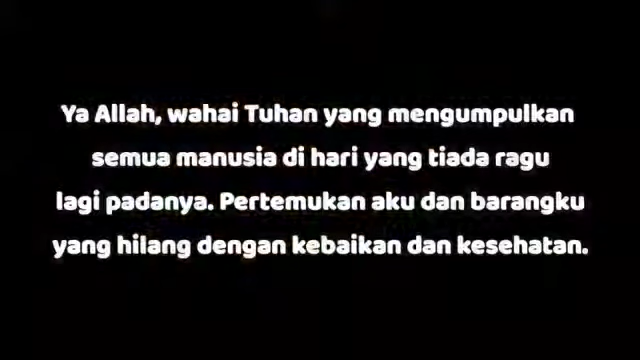 Ya Allah, wahai Tuhan yang mengumpulkan
semua manusia di hari yang tiada ragu
lagi padanya. Pertemukan aku dan barangku
yang hilang dengan kebaikan dan kesehatan.